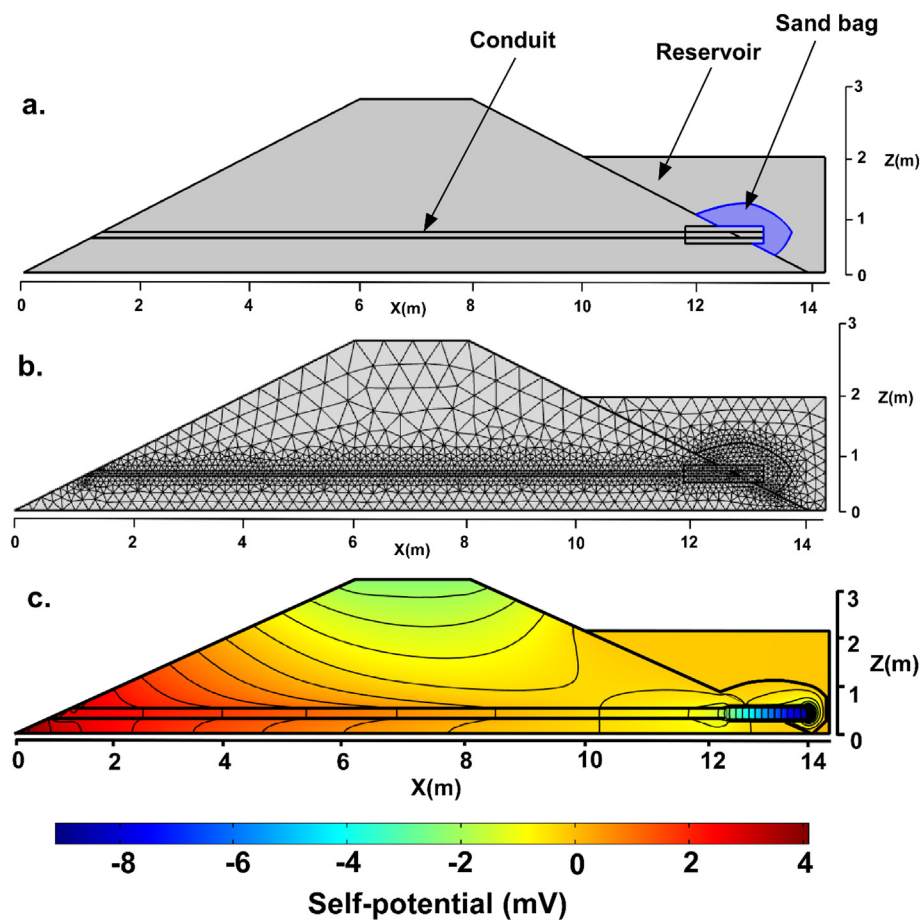 Sand bag
Conduit
Reservoir
a.
3
2
Z(m)
1
0
0 2 4 6 8 10 12 14
X(m)
b.
3
2
Z(m)
1
0
0 2 4 6 8 10 12 14
X(m)
c.
3
2
Z(m)
1
0
0 2 4 6 8 10 12 14
X(m)
-8 -6 -4 -2 0 2 4
Self-potential (mV)